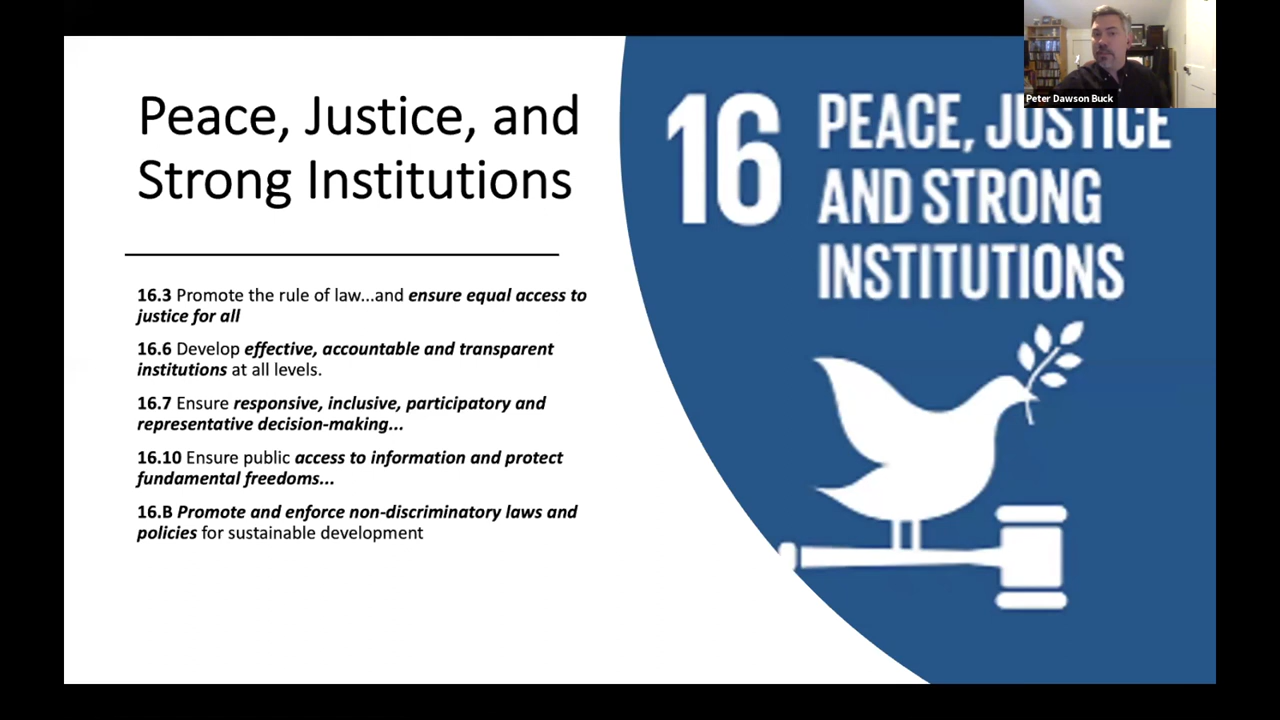 Peace, Justice, and
Strong Institutions
16.3 Promote the rule of law...and ensure equal access to
justice for all
16.6 Develop effective, accountable and transparent
institutions at all levels.
16.7 Ensure responsive, inclusive, participatory and
representative decision-making...
16.10 Ensure public access to information and protect
fundamental freedoms...
16.B Promote and enforce non-discriminatory laws and
policies for sustainable development
16 PEACE, JUSTICE
AND STRONG
INSTITUTIONS
Peter Dawson Buck